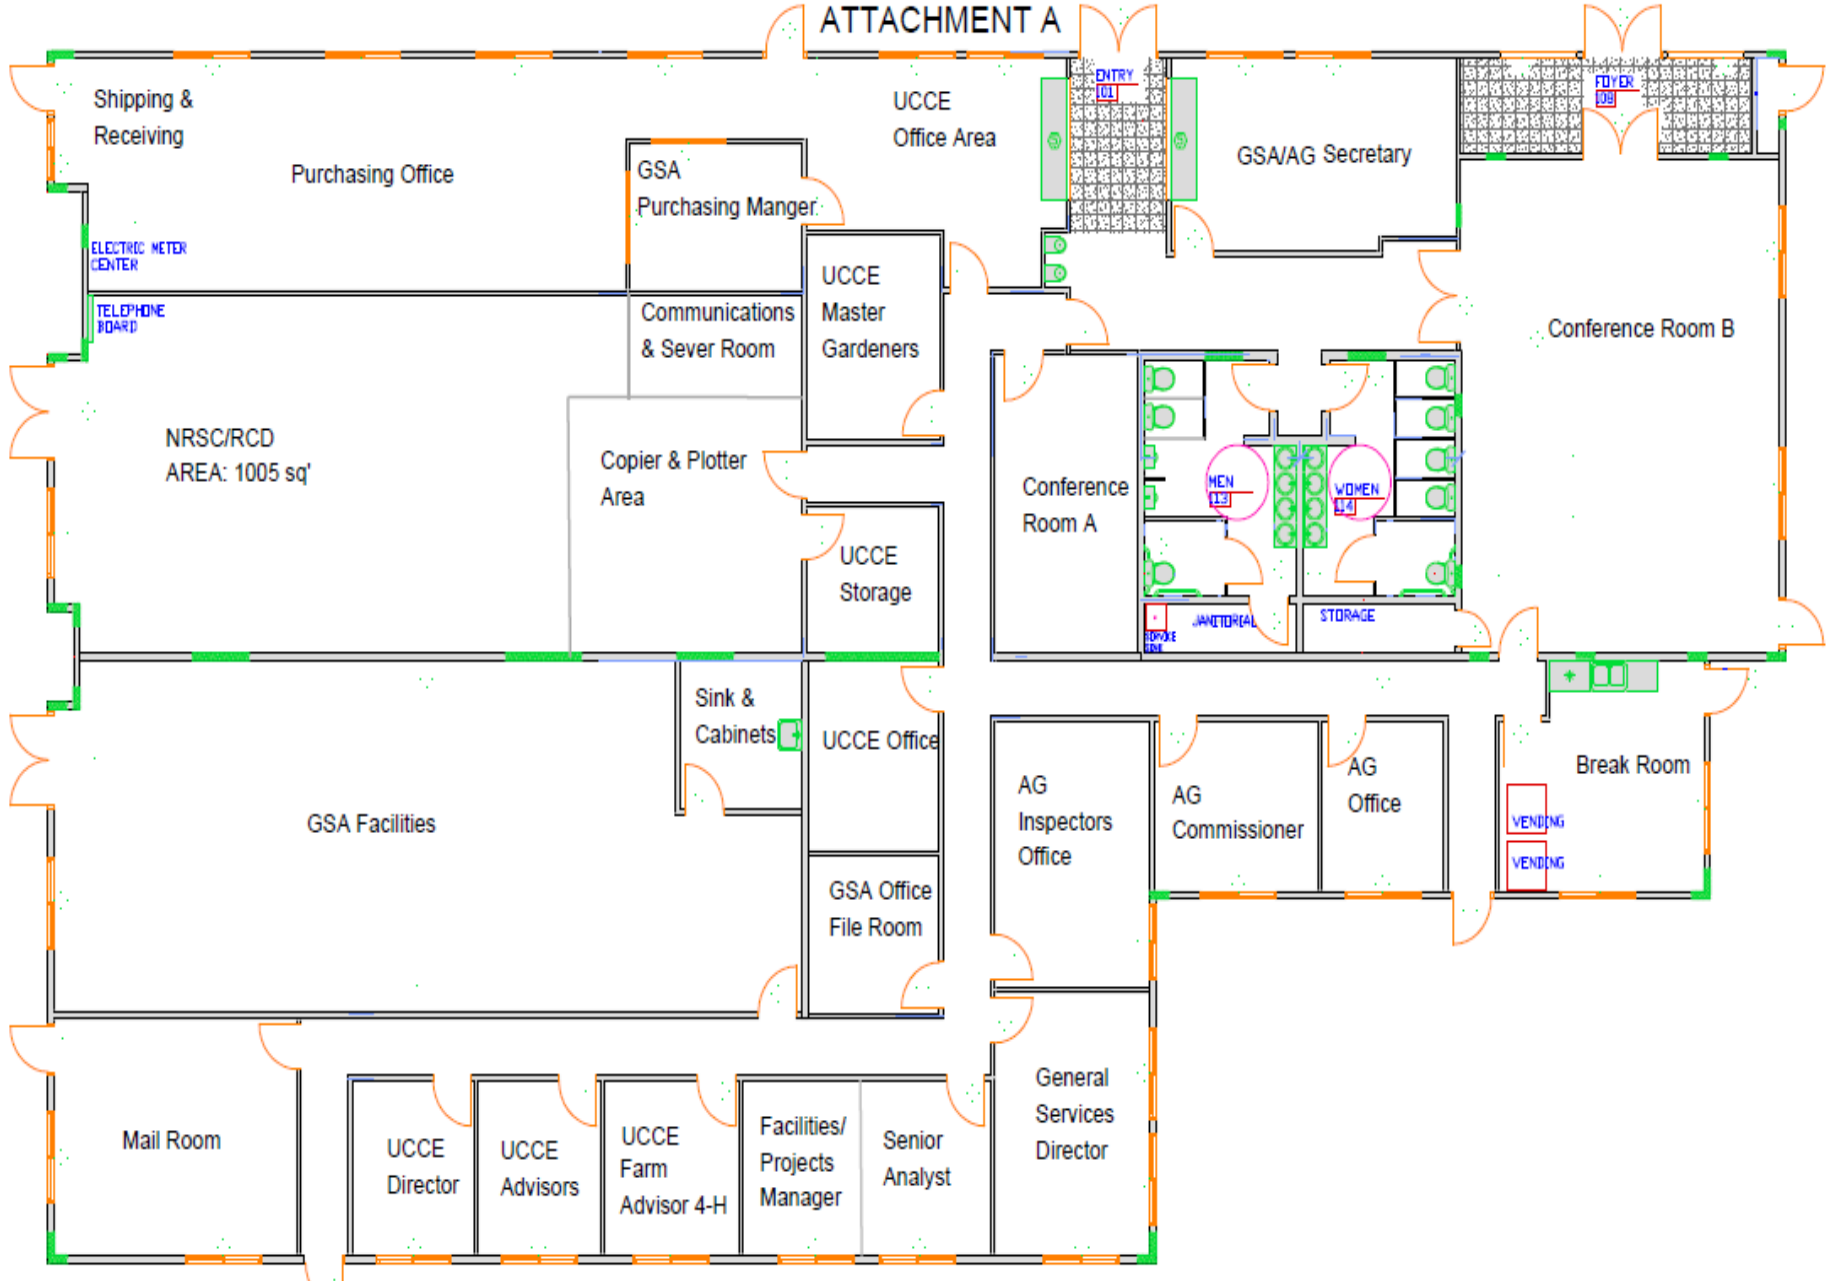 ATTACHMENT A
Shipping &
Receiving
Purchasing Office
GSA
Purchasing Manger
UCCE
Office Area
ENTRY
101
GSA/AG Secretary
FOYER
109
ELECTRIC METER
CENTER
TELEPHONE
BOARD
Communications
& Sever Room
UCCE
Master
Gardeners
Conference Room B
NRSC/RCD
AREA: 1005 sq'
Copier & Plotter
Area
UCCE
Storage
Conference
Room A
MEN
113
WOMEN
114
JANITORIAL
STORAGE
Sink &
Cabinets
UCCE Office
GSA Facilities
GSA Office
File Room
AG
Inspectors
Office
AG
Commissioner
AG
Office
Break Room
VENDING
VENDING
Mail Room
UCCE
Director
UCCE
Advisors
UCCE
Farm
Advisor 4-H
Facilities/
Projects
Manager
Senior
Analyst
General
Services
Director